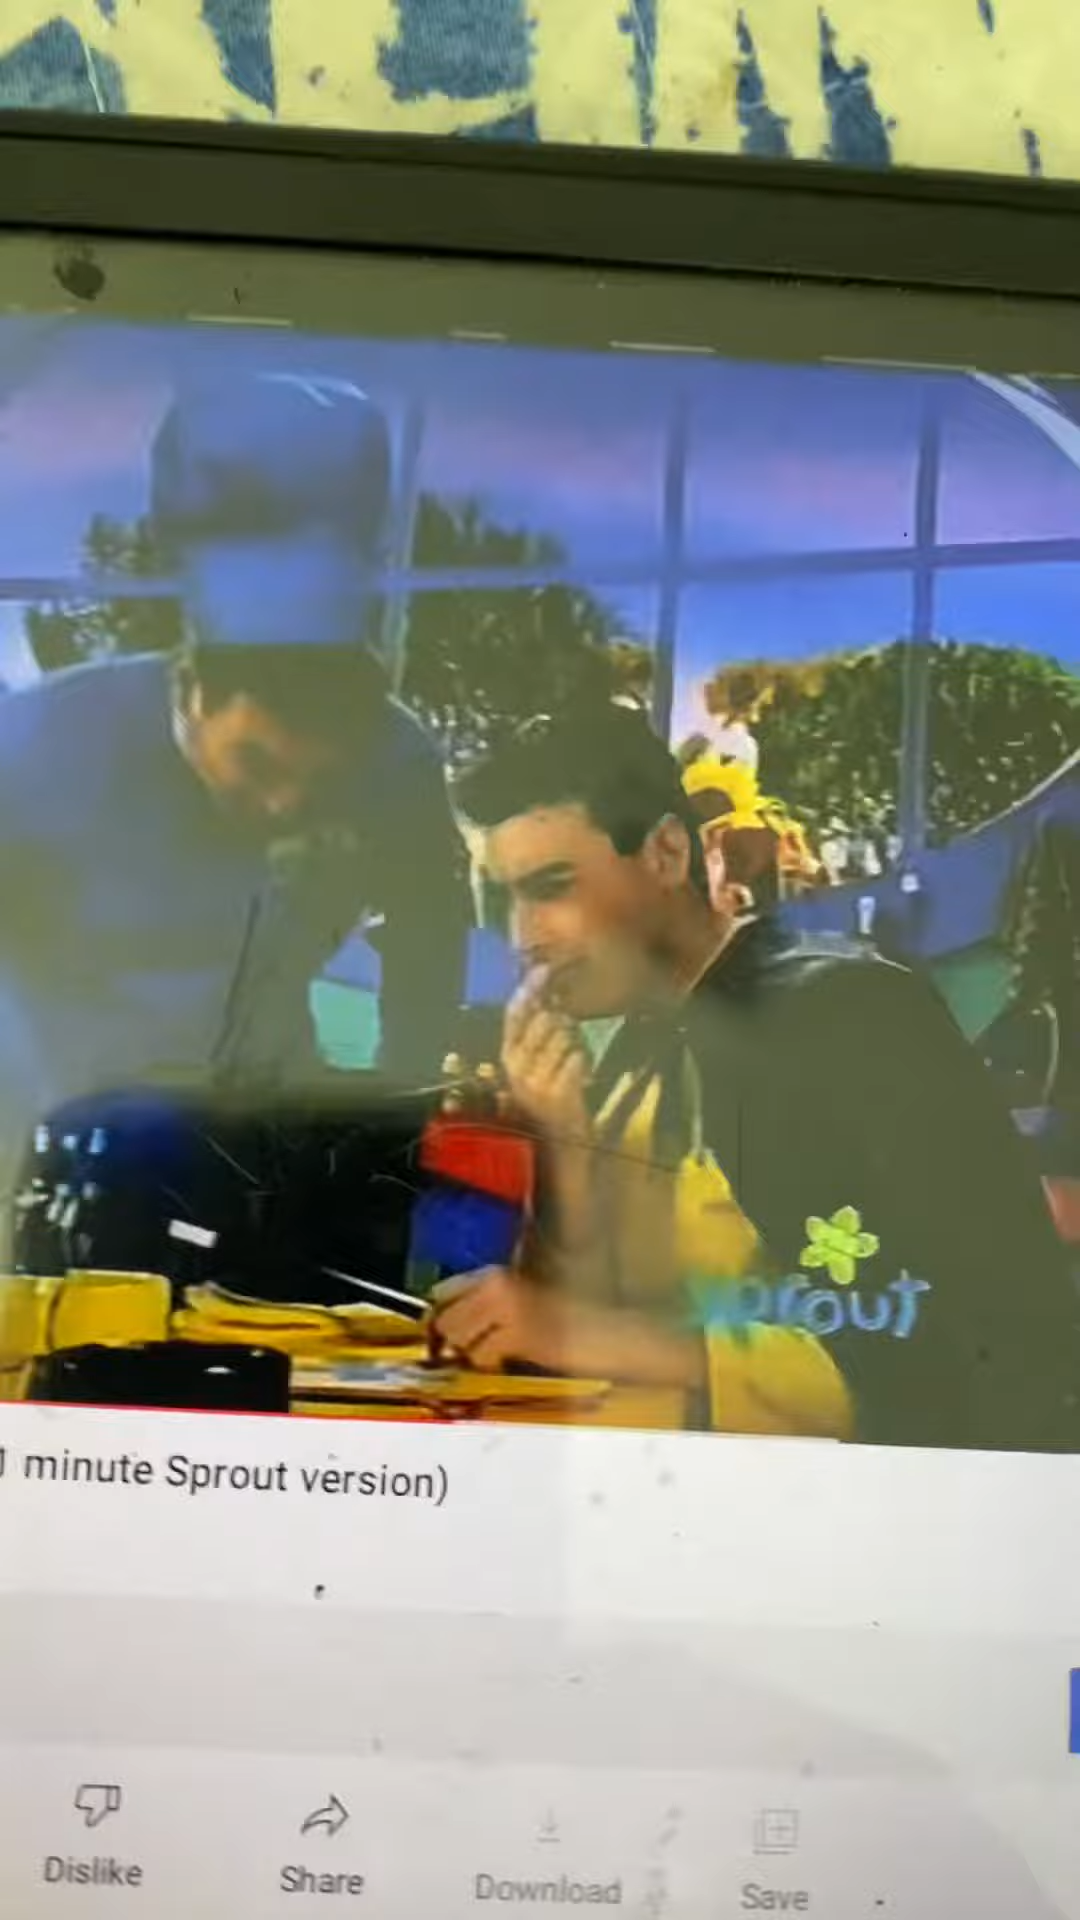 sprout
minute Sprout version)
Dislike
Share
Download
Save